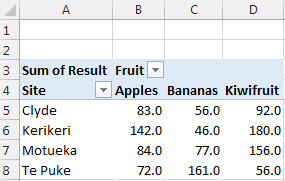 A B C D
1
2
3 Sum of Result Fruit
4 Site Apples Bananas Kiwifruit
5 Clyde 83.0 56.0 92.0
6 Kerikeri 142.0 46.0 180.0
7 Motueka 84.0 77.0 156.0
8 Te Puke 72.0 161.0 56.0